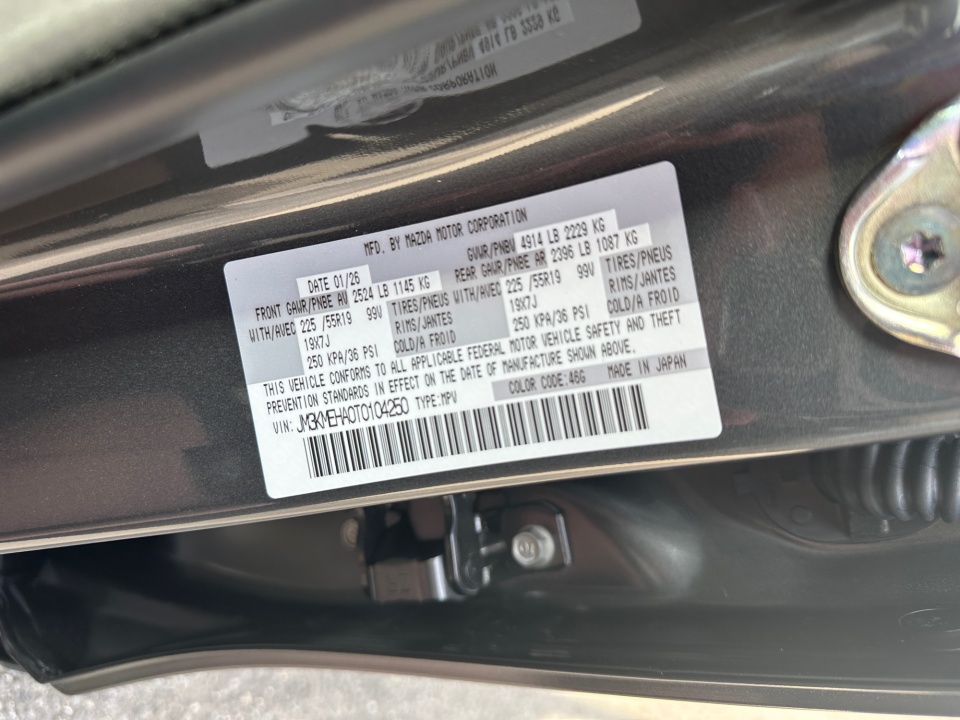 MFD. BY MAZDA MOTOR CORPORATION
DATE 01/26 GWVR/PNBV 4914 LB 2229 KG
FRONT GAWR/PNBE AV 2524 LB 1145 KG REAR GAWR/PNBE AR 2396 LB 1087 KG
WITH/AVEC 225 /55R19 99V TIRES/PNEUS WITH/AVEC 225 /55R19 99V TIRES/PNEUS
19X7J RIMS/JANTES 19X7J RIMS/JANTES
250 KPA/36 PSI COLD/A FROID 250 KPA/36 PSI COLD/A FROID
THIS VEHICLE CONFORMS TO ALL APPLICABLE FEDERAL MOTOR VEHICLE SAFETY AND THEFT
PREVENTION STANDARDS IN EFFECT ON THE DATE OF MANUFACTURE SHOWN ABOVE.
VIN: JM3KMEHA0T0104250 TYPE:MPV COLOR CODE:46G MADE IN JAPAN